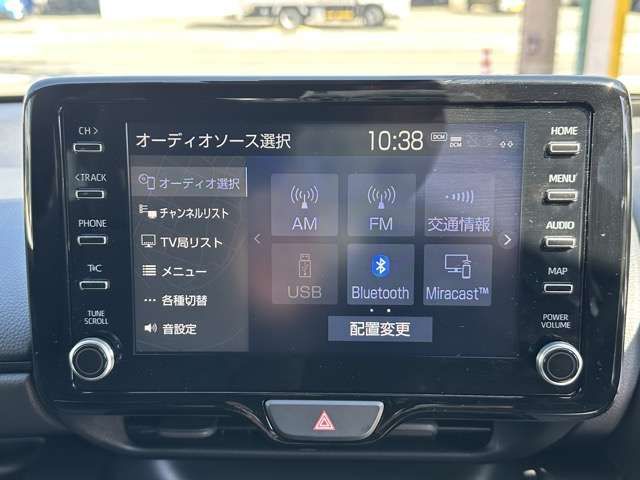 オーディオソース選択 10:38 DCM DCM
CH >
< TRACK
PHONE
T C
TUNE
SCROLL
オーディオ選択
チャンネルリスト
TV局リスト
メニュー
各種切替
音設定
AM FM 交通情報
USB Bluetooth Miracast™
配置変更
HOME
MENU
AUDIO
MAP
POWER
VOLUME